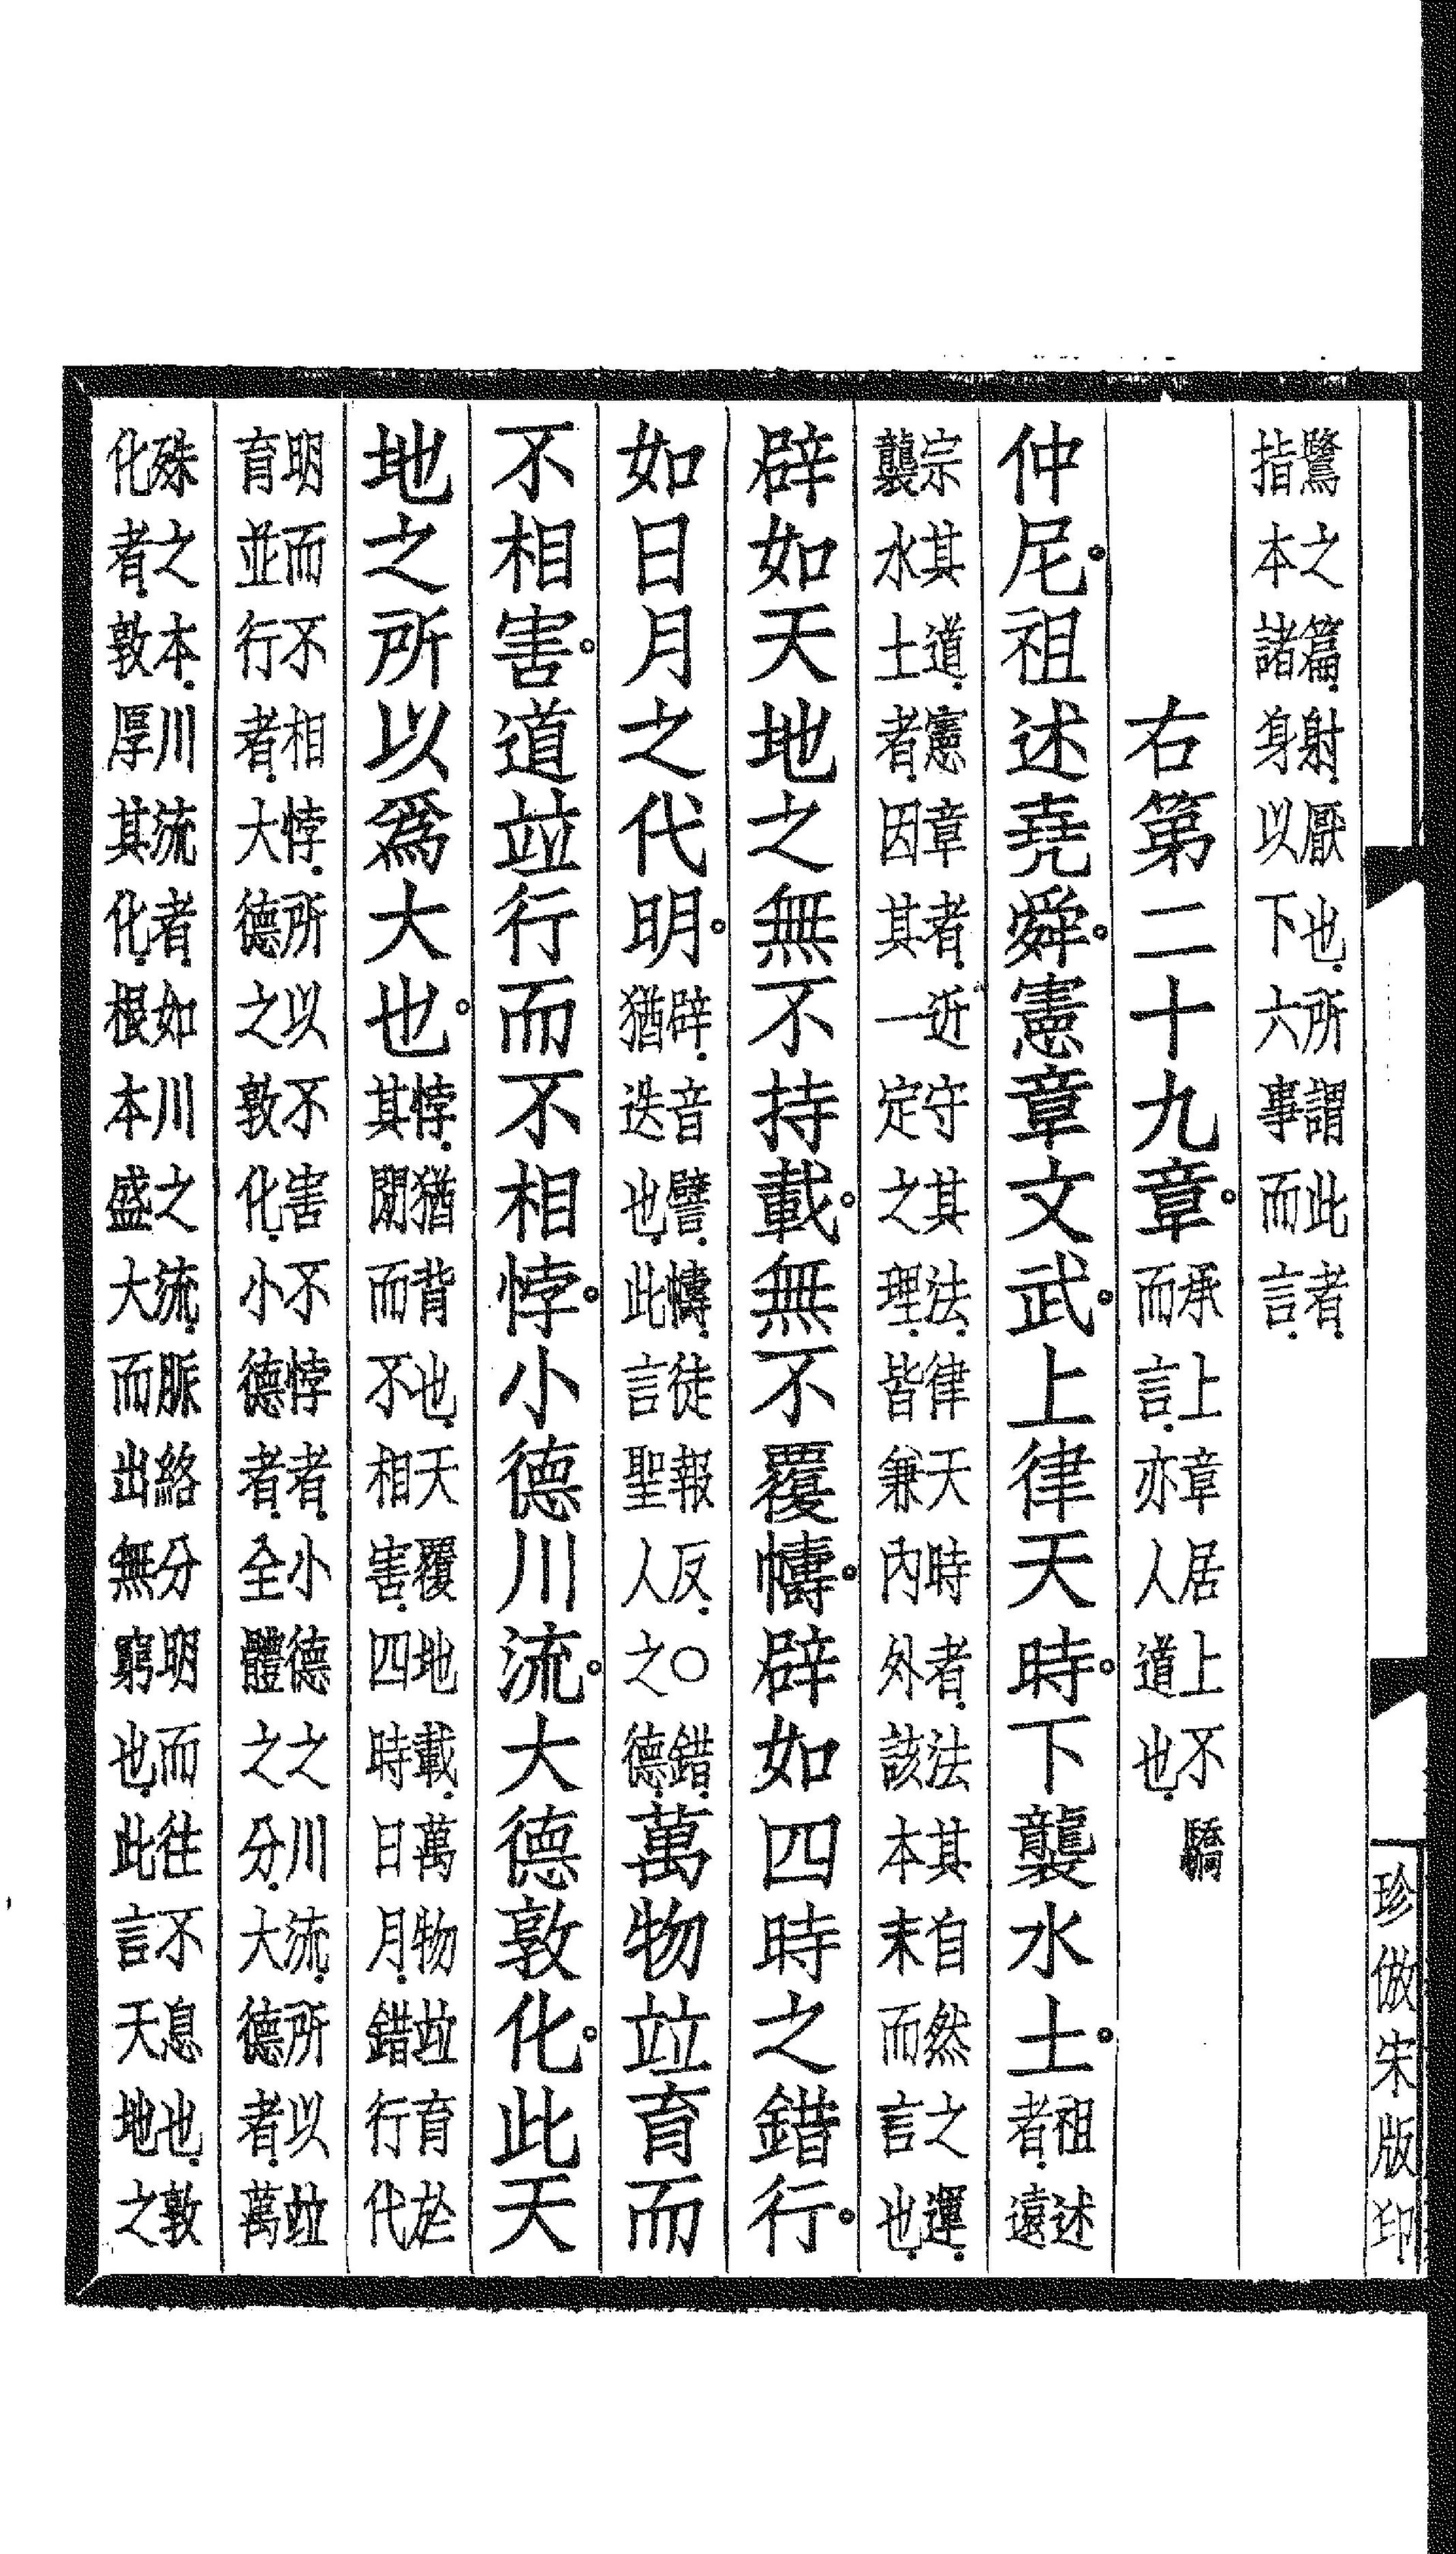 鷺之篇。射。厭也。所謂此者。
指本諸身以下六事而言。
右第二十九章。承上章居上不驕
而言。亦人道也。
仲尼。祖述堯舜。憲章文武。上律天時。下襲水土。祖述
者。遠
宗其道。憲章者。近守其法。律天時者。法其自然之運。
襲水土者。因其一定之理。皆兼內外該本末而言也。
辟如天地之無不持載。無不覆幬。辟如四時之錯行。
如日月之代明。辟。音譬。幬。徒報反。○錯。
猶迭也。此言聖人之德。萬物竝育而
不相害。道竝行而不相悖。小德川流。大德敦化。此天
地之所以爲大也。悖。猶背也。天覆地載。萬物竝育於
其閒而不相害。四時日月。錯行代
明而不相悖。所以不害不悖者。小德之川流。所以竝
育並行者。大德之敦化。小德者。全體之分。大德者。萬
殊之本。川流者。如川之流。脈絡分明而往不息也。敦
化者。敦厚其化。根本盛大而出無窮也。此言天地之
珍倣宋版印